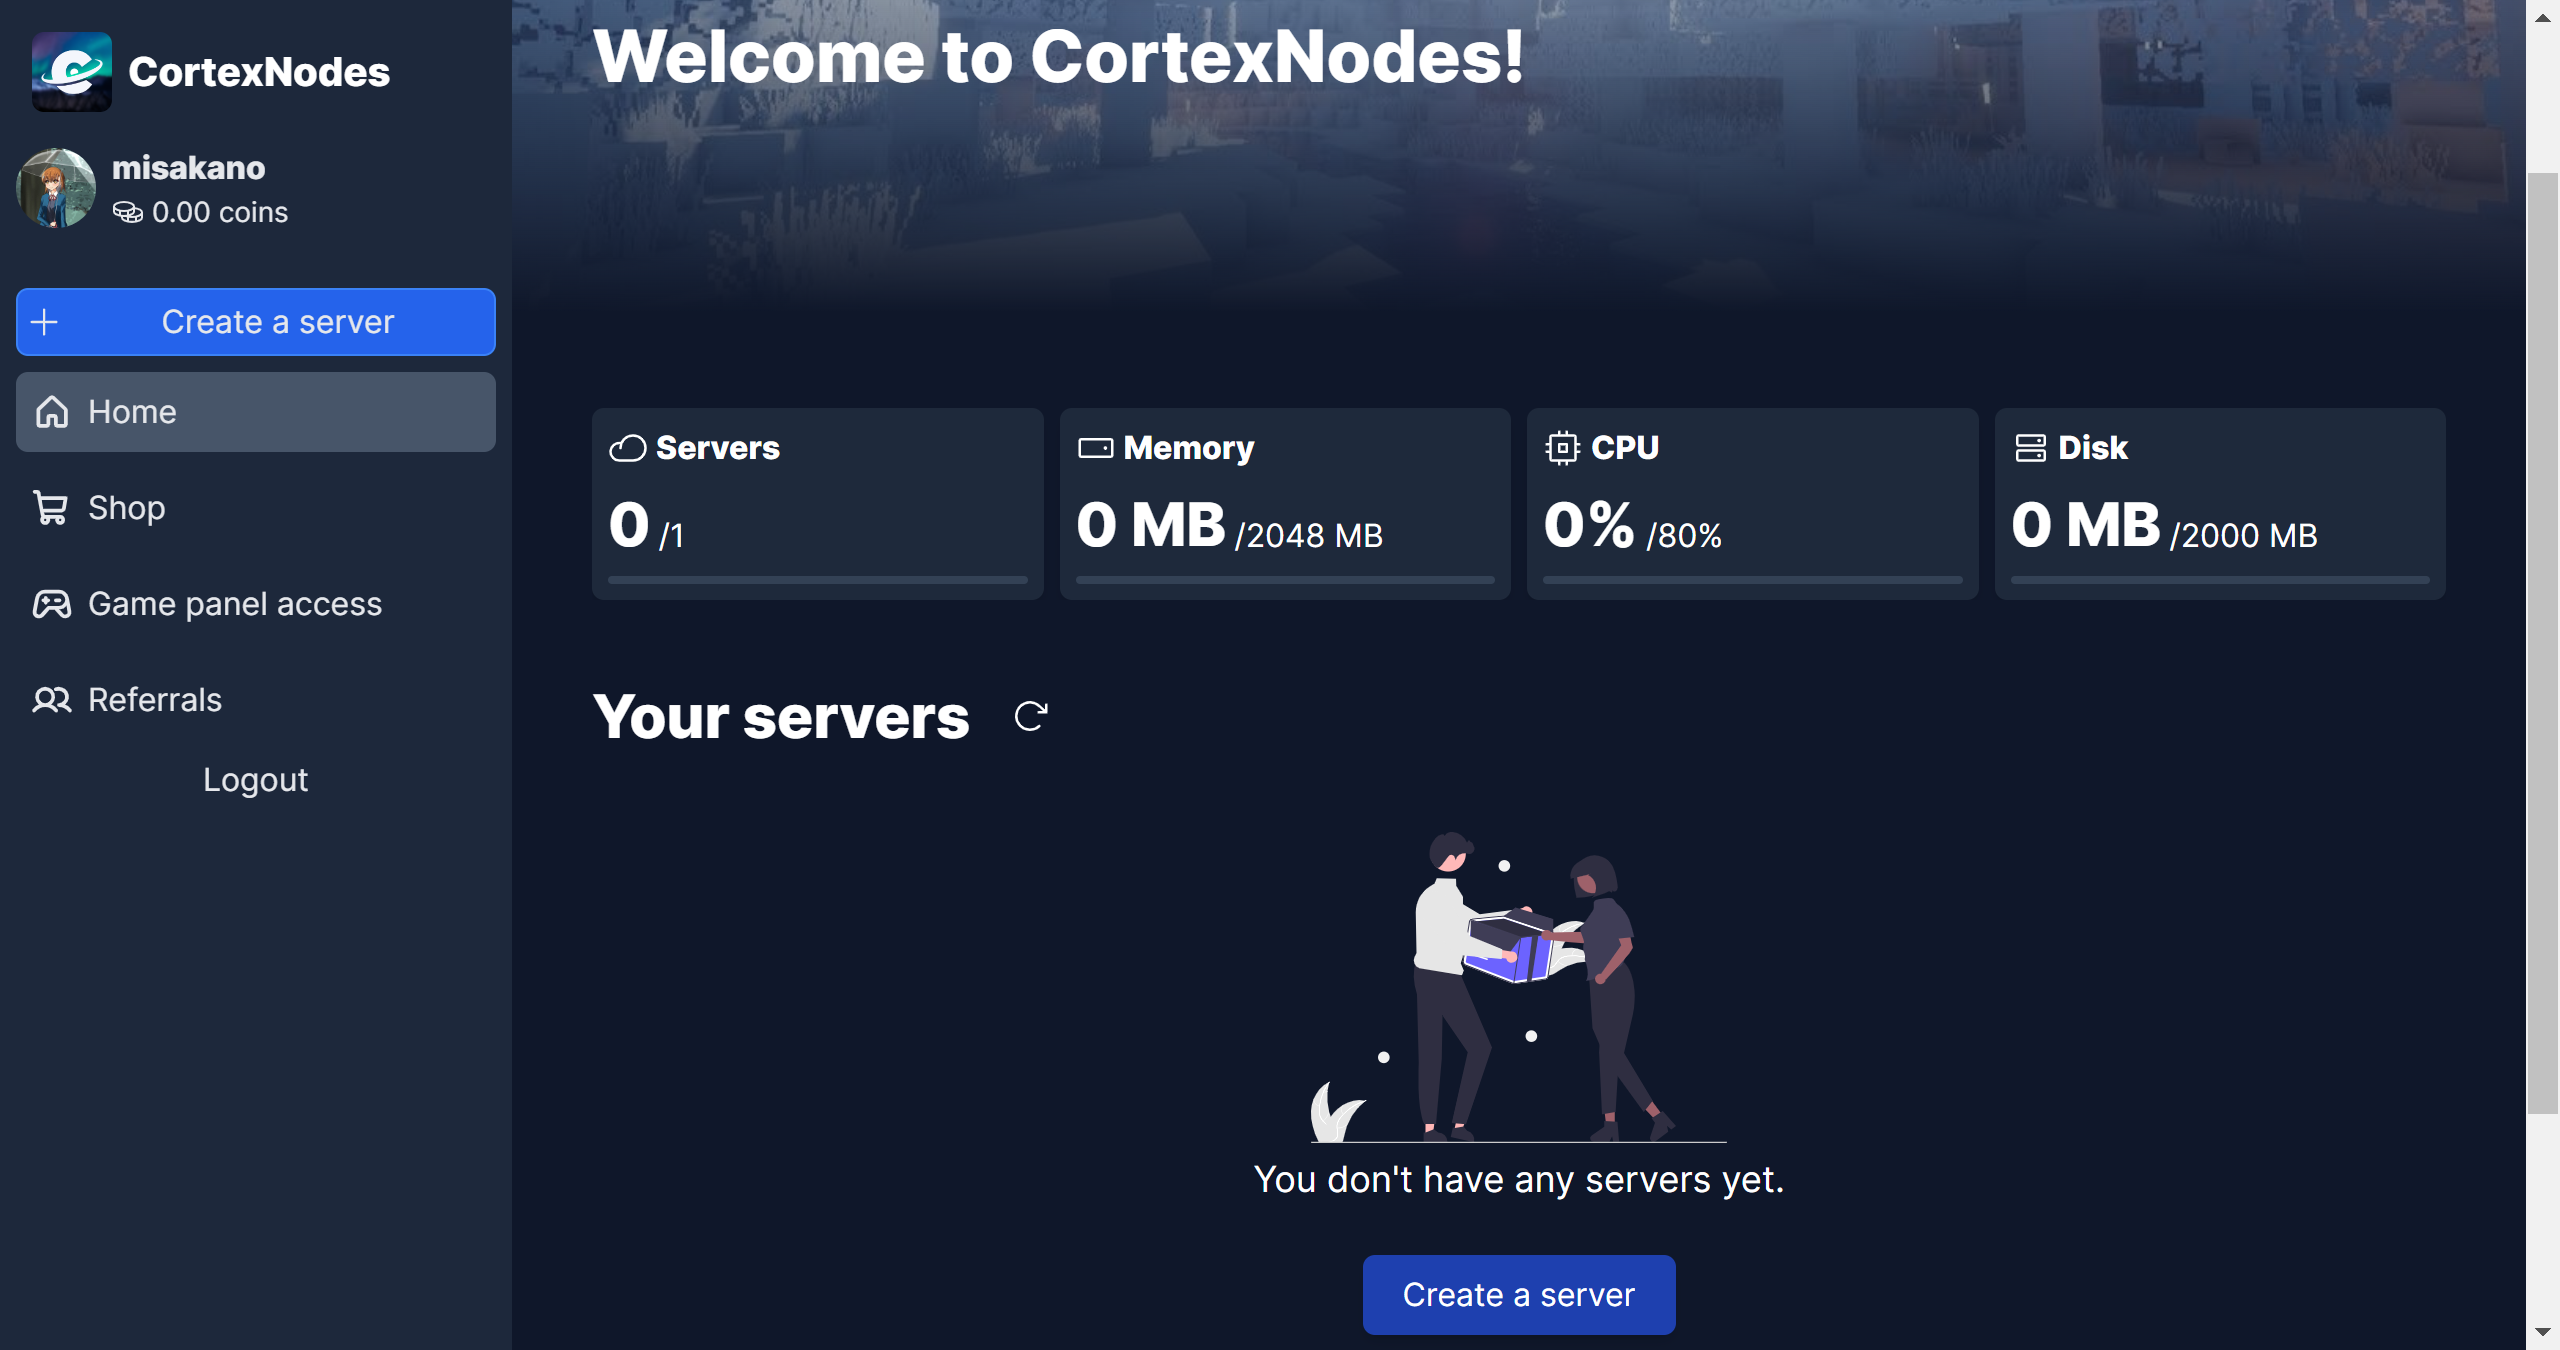 CortexNodes
misakano
0.00 coins
Create a server
Home
Shop
Game panel access
Referrals
Logout
Welcome to CortexNodes!
Servers
0 /1
Memory
0 MB /2048 MB
CPU
0% /80%
Disk
0 MB /2000 MB
Your servers
You don't have any servers yet.
Create a server